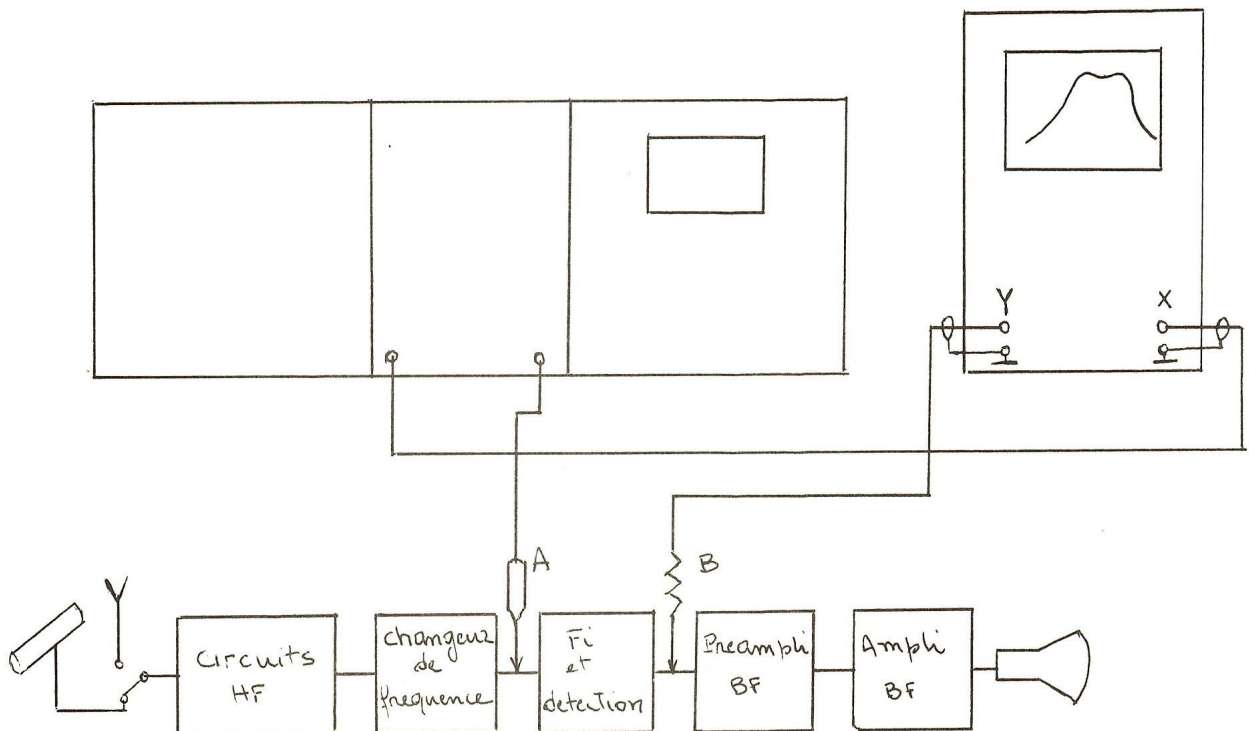 Y
X
A
B
Circuits
HF
changeur
de
frequence
Fi
et
detection
Preampli
BF
Ampli
BF